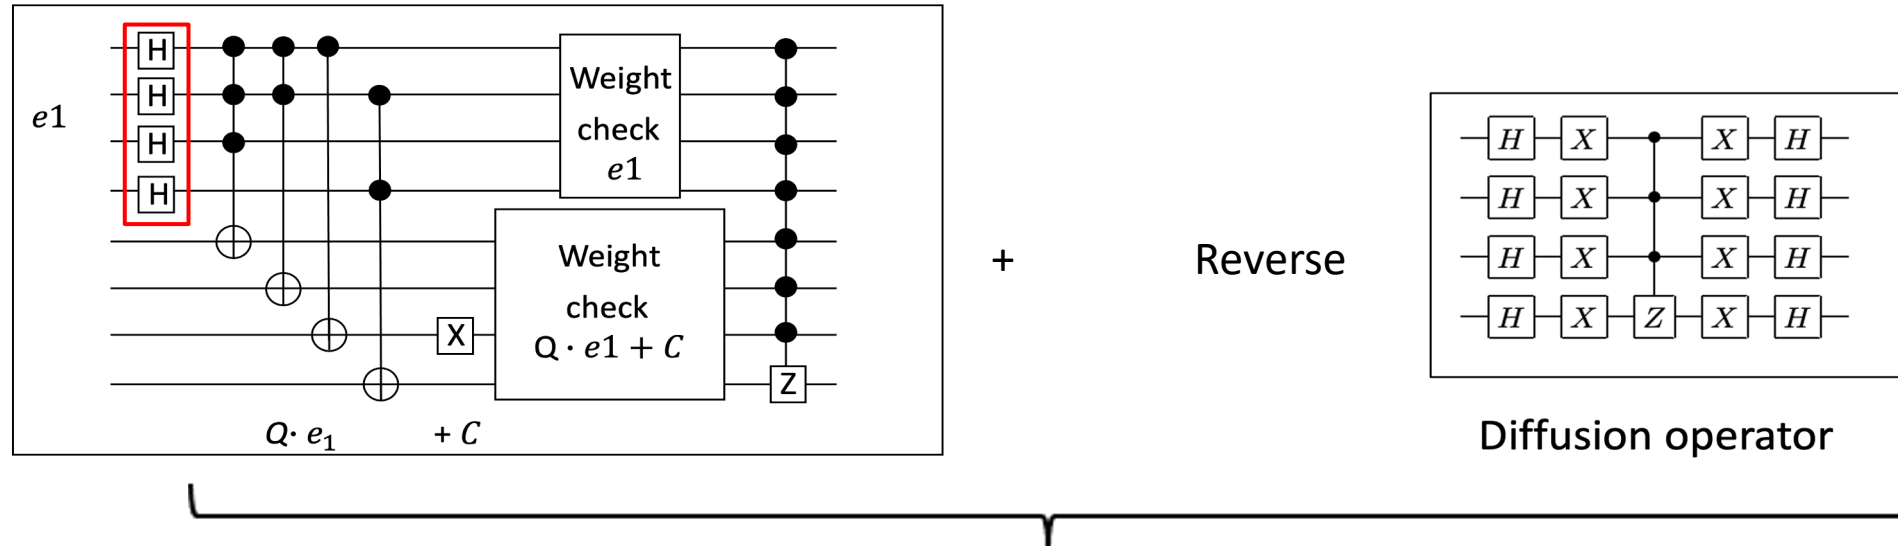 H
H
e1
H
H
Weight
check
e1
Weight
check
Q · e1 + C
X
Z
Q· e₁ + C
+
Reverse
H X X H
H X X H
H X X H
H X Z X H
Diffusion operator